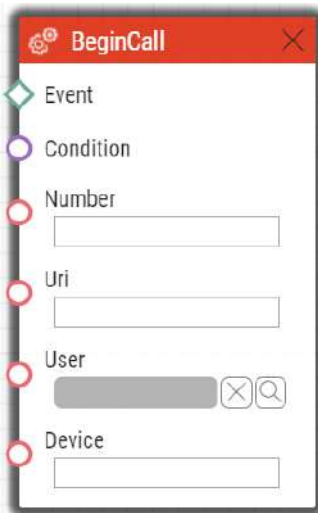 BeginCall
Event
Condition
Number
Uri
User
Device